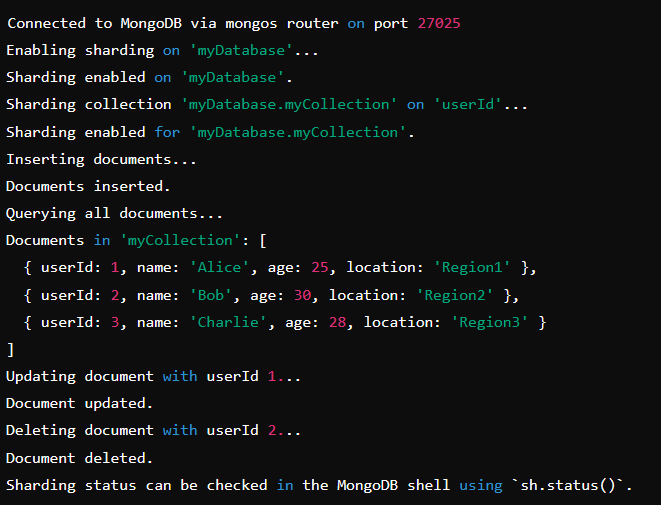 Connected to MongoDB via mongos router on port 27025
Enabling sharding on 'myDatabase'...
Sharding enabled on 'myDatabase'.
Sharding collection 'myDatabase.myCollection' on 'userId'...
Sharding enabled for 'myDatabase.myCollection'.
Inserting documents...
Documents inserted.
Querying all documents...
Documents in 'myCollection': [
  { userId: 1, name: 'Alice', age: 25, location: 'Region1' },
  { userId: 2, name: 'Bob', age: 30, location: 'Region2' },
  { userId: 3, name: 'Charlie', age: 28, location: 'Region3' }
]
Updating document with userId 1...
Document updated.
Deleting document with userId 2...
Document deleted.
Sharding status can be checked in the MongoDB shell using `sh.status()`.